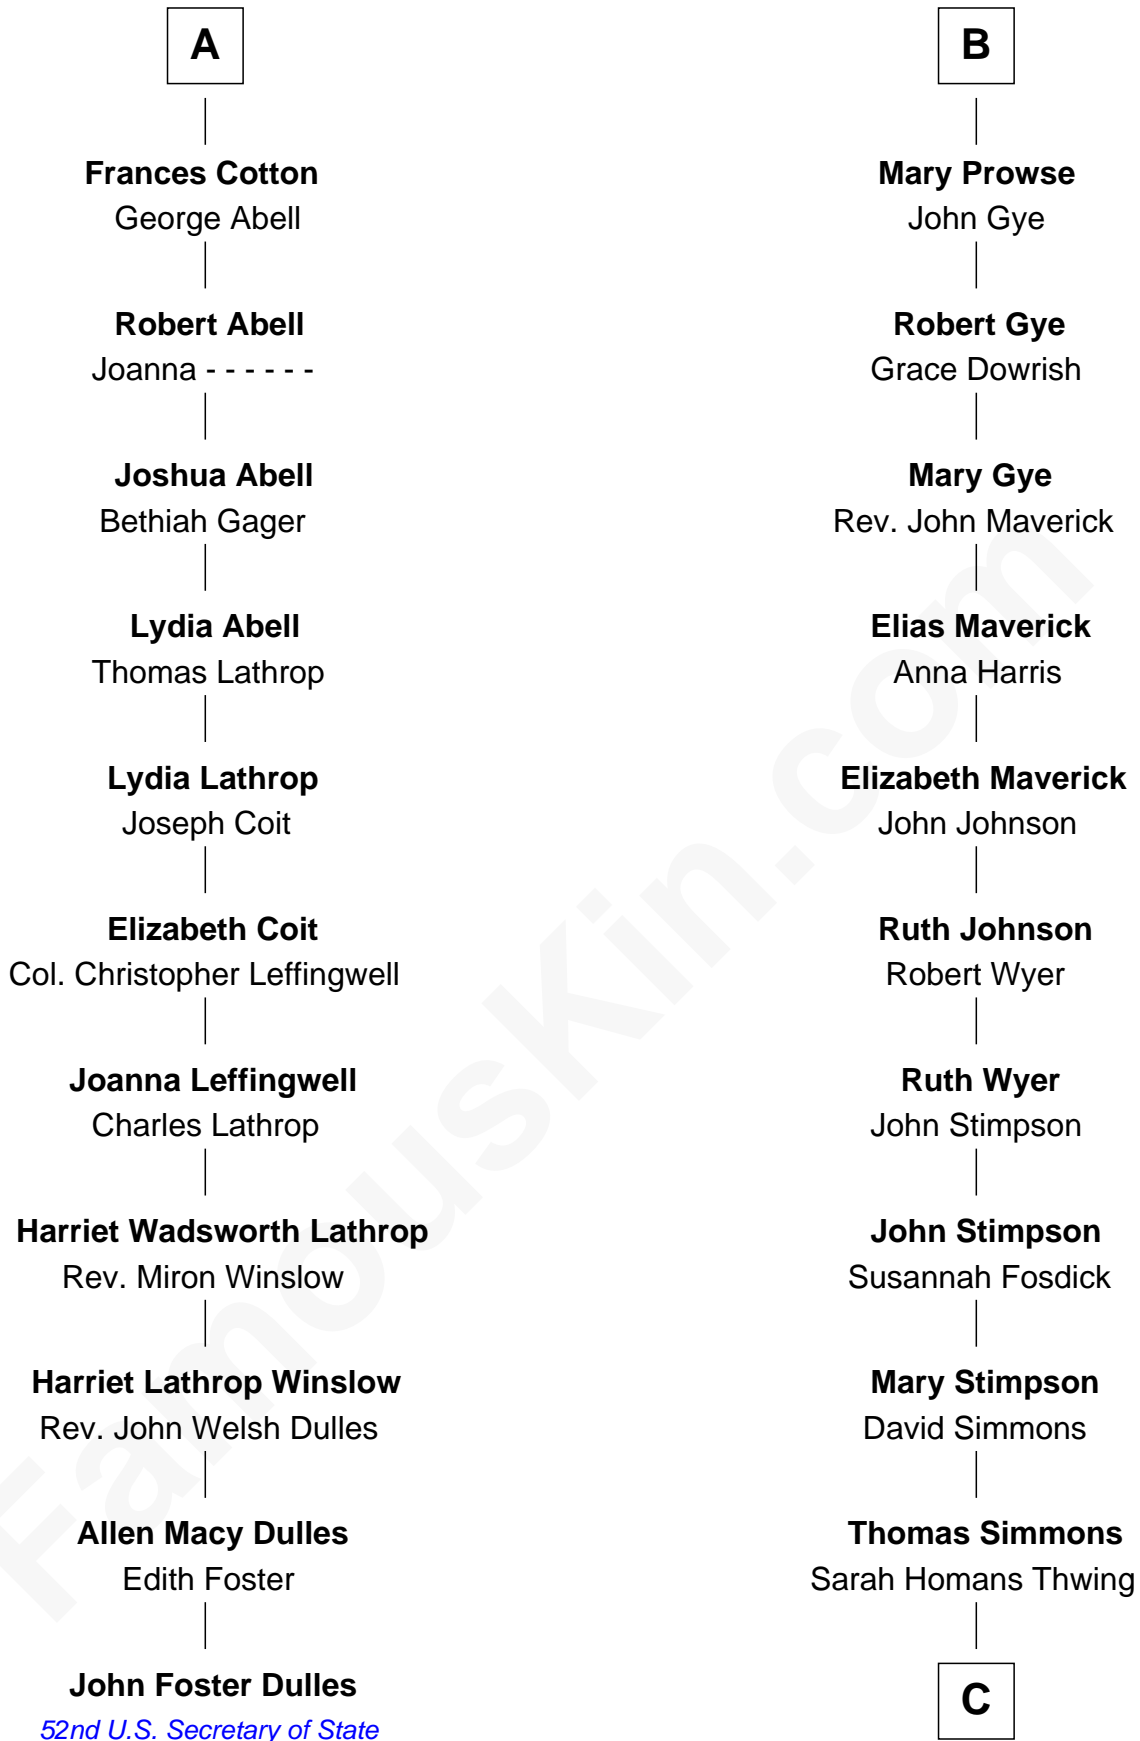 A
Frances Cotton
George Abell
Robert Abell
Joanna - - - - - -
Joshua Abell
Bethiah Gager
Lydia Abell
Thomas Lathrop
Lydia Lathrop
Joseph Coit
Elizabeth Coit
Col. Christopher Leffingwell
Joanna Leffingwell
Charles Lathrop
Harriet Wadsworth Lathrop
Rev. Miron Winslow
Harriet Lathrop Winslow
Rev. John Welsh Dulles
Allen Macy Dulles
Edith Foster
John Foster Dulles
52nd U.S. Secretary of State
B
Mary Prowse
John Gye
Robert Gye
Grace Dowrish
Mary Gye
Rev. John Maverick
Elias Maverick
Anna Harris
Elizabeth Maverick
John Johnson
Ruth Johnson
Robert Wyer
Ruth Wyer
John Stimpson
John Stimpson
Susannah Fosdick
Mary Stimpson
David Simmons
Thomas Simmons
Sarah Homans Thwing
C
FamousKin.com